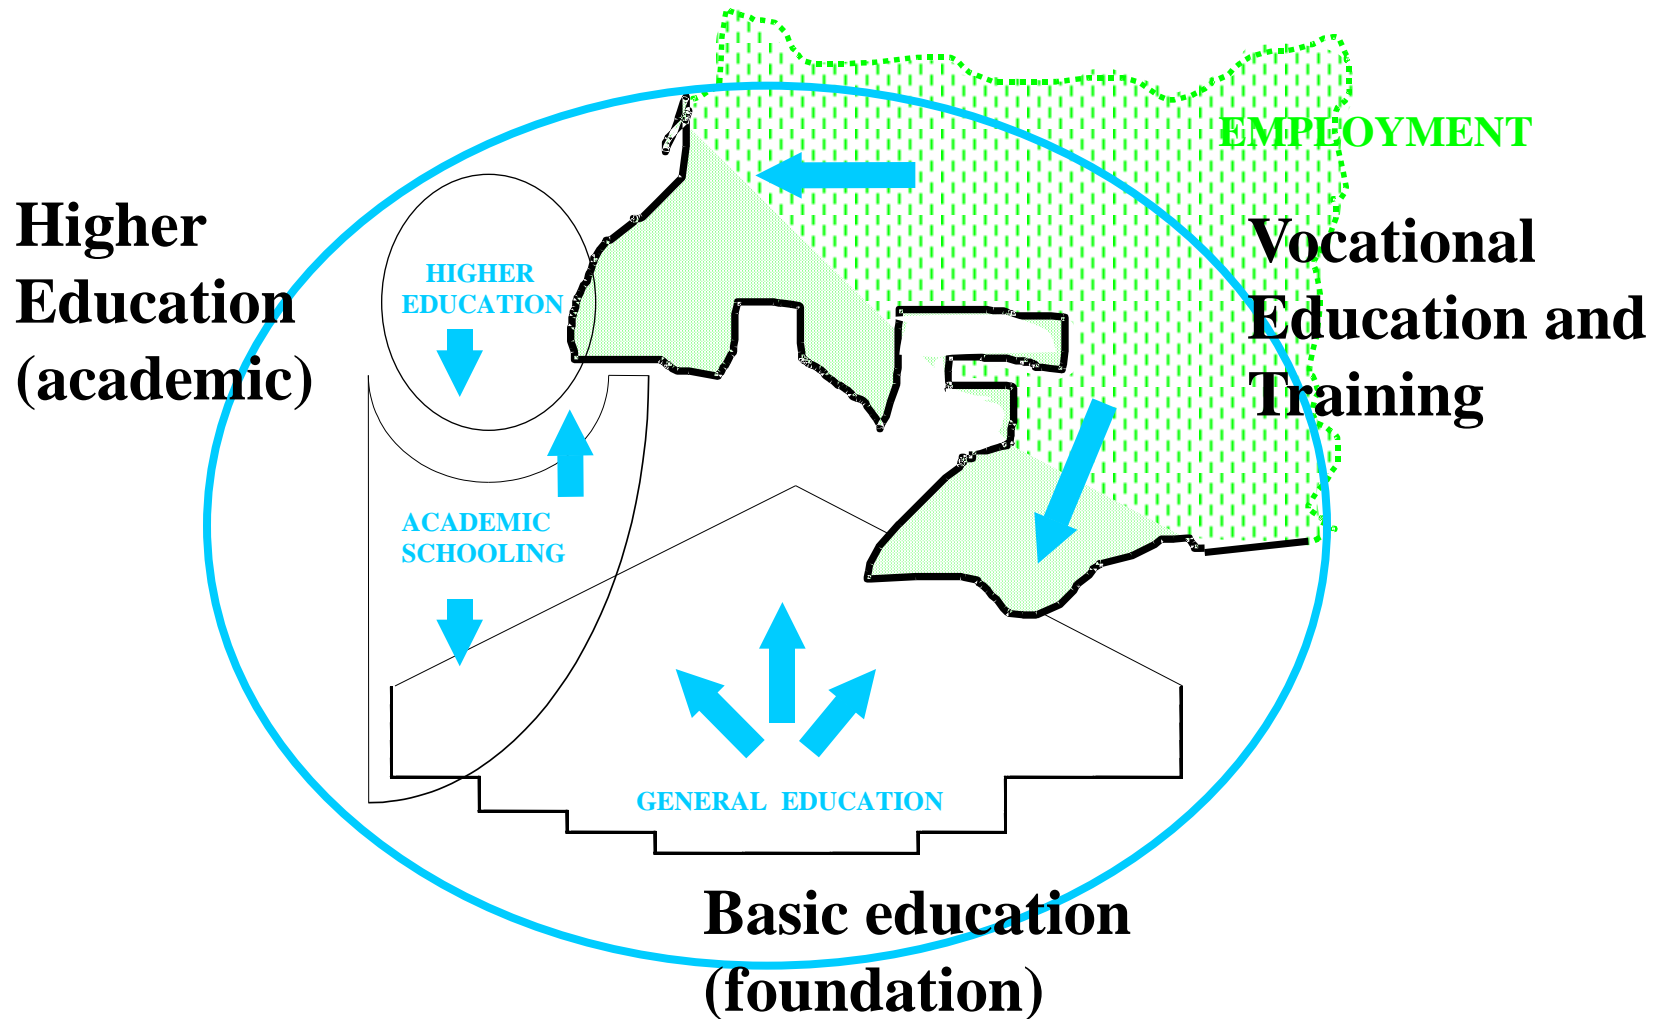 EMPLOYMENT
Higher
Education
(academic)
Vocational
Education and
Training
HIGHER
EDUCATION
ACADEMIC
SCHOOLING
GENERAL EDUCATION
Basic education
(foundation)